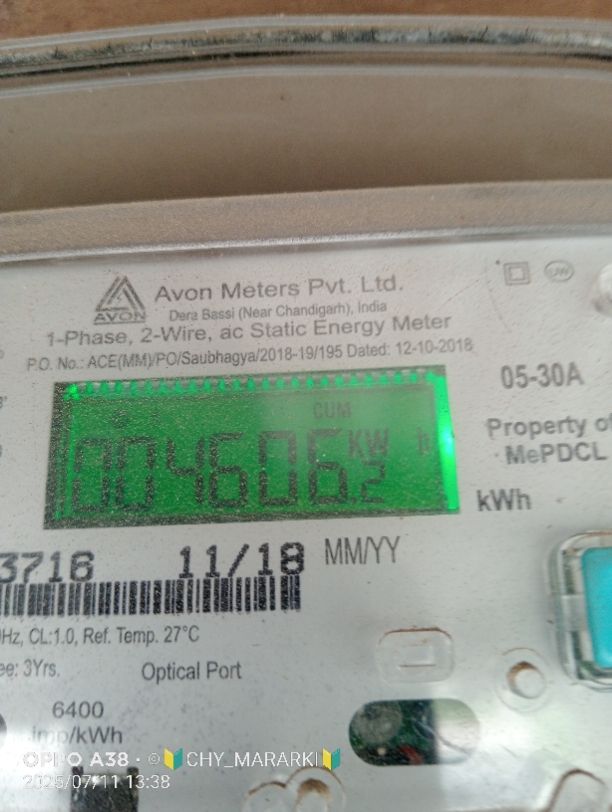 Avon Meters Pvt. Ltd.
AVON
Dera Bassi (Near Chandigarh), India
1-Phase, 2-Wire, ac Static Energy Meter
P.O. No.: ACE(MM)/PO/Saubhagya/2018-19/195 Dated: 12-10-2018
05-30A
CUM
004606.2 KW h
Property of
MePDCL
kWh
3716 11/18 MM/YY
Hz, CL:1.0, Ref. Temp. 27°C
ee: 3Yrs. Optical Port
6400
imp/kWh
OPPO A38 · © CHY_MARARKI
2025/07/11 13:38